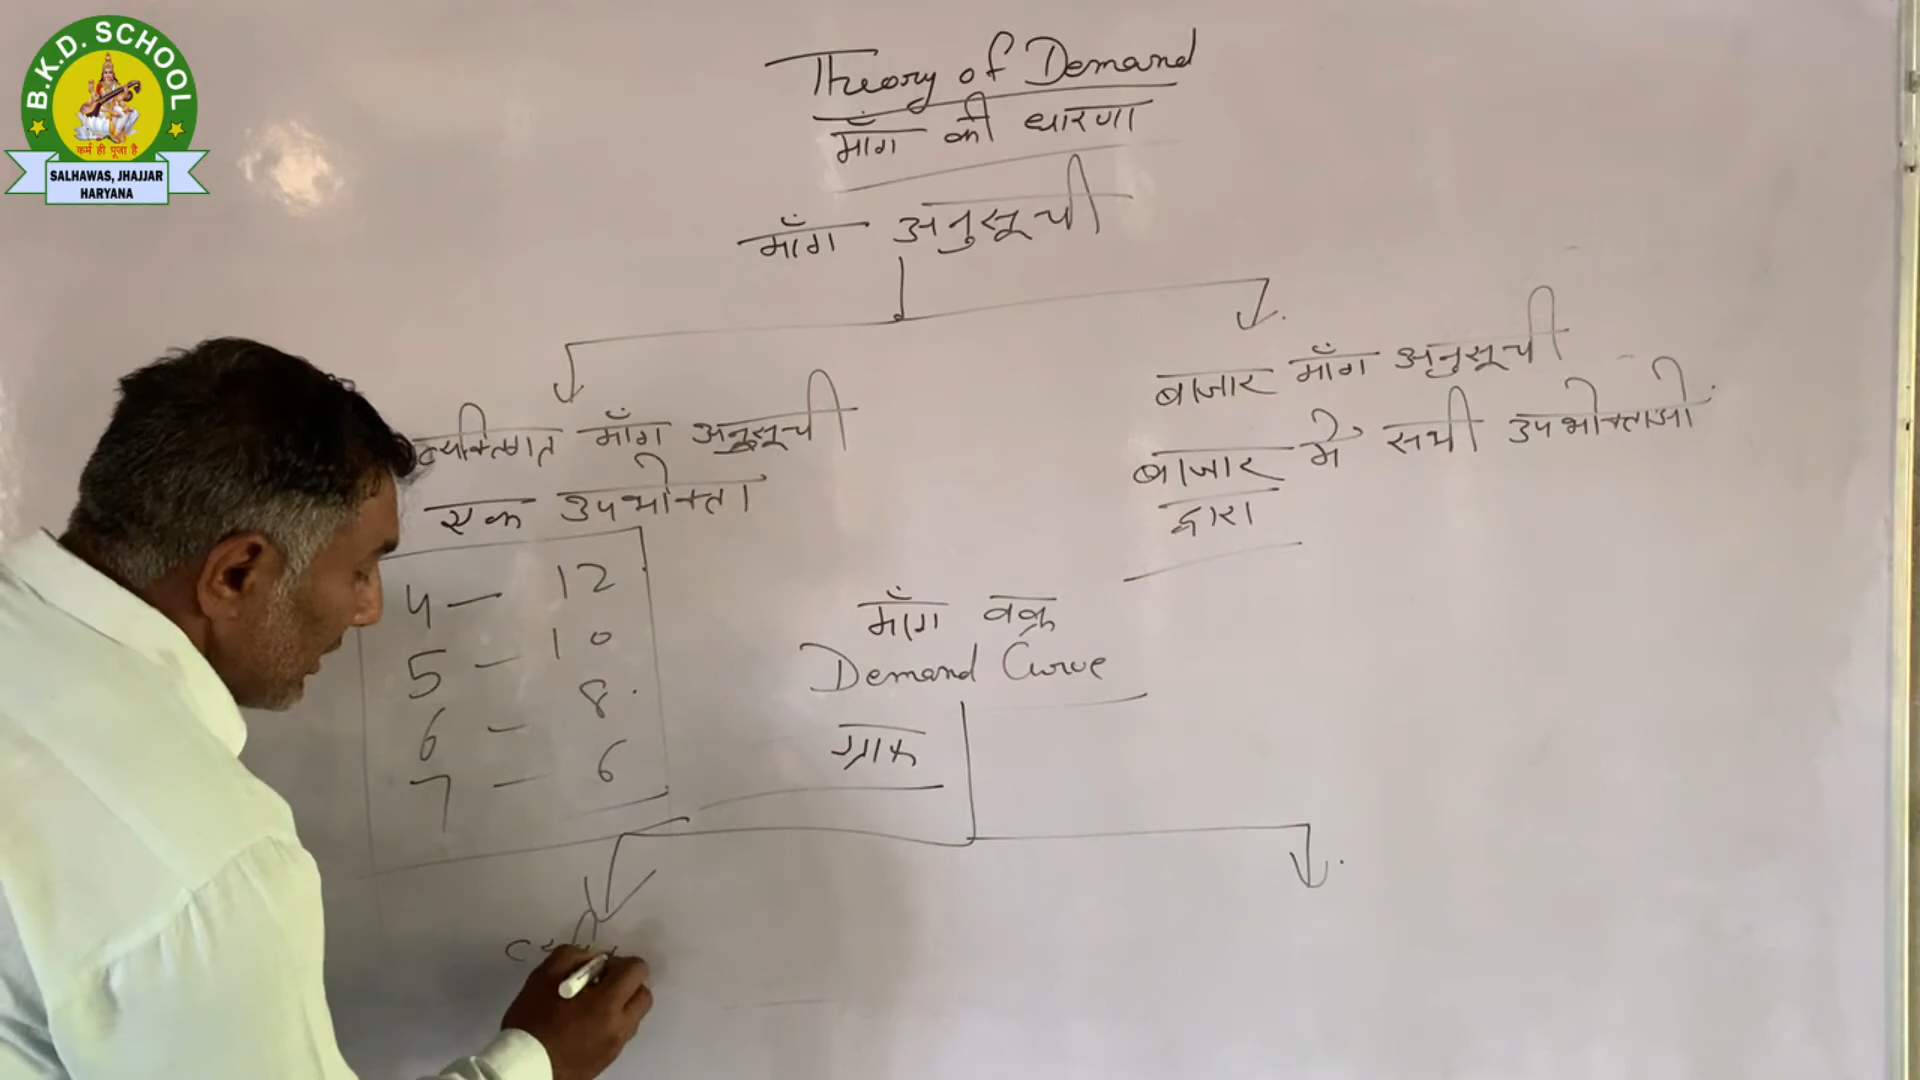 B.K.D. SCHOOL
कर्म ही पूजा है
SALHAWAS, JHAJJAR
HARYANA
Theory of Demand
माँग की धारणा
माँग अनुसूची
व्यक्तिगत माँग अनुसूची
एक उपभोक्ता
4 — 12
5 — 10
6 — 8
7 — 6
बाजार माँग अनुसूची
बाजार में सभी उपभोक्ताओं
द्वारा
माँग वक्र
Demand Curve
ग्राफ